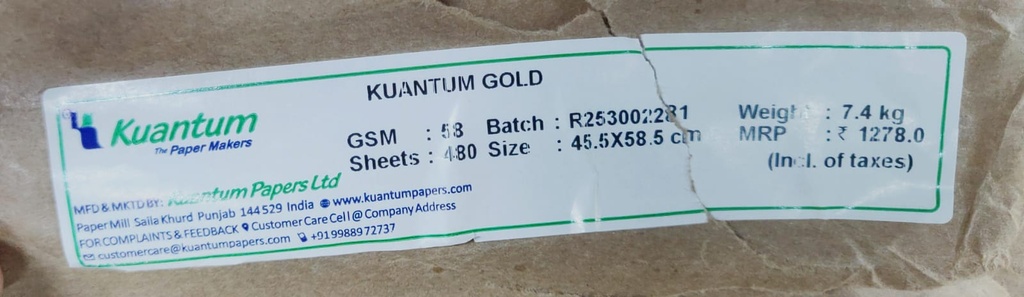 Kuantum
The Paper Makers
KUANTUM GOLD
GSM : 58 Batch : R253002281 Weight : 7.4 kg
Sheets : 480 Size : 45.5X58.5 cm MRP : ₹ 1278.0
(Incl. of taxes)
MFD & MKTD BY: Kuantum Papers Ltd
Paper Mill Saila Khurd Punjab 144529 India www.kuantumpapers.com
FOR COMPLAINTS & FEEDBACK Customer Care Cell @ Company Address
customercare@kuantumpapers.com +919988972737